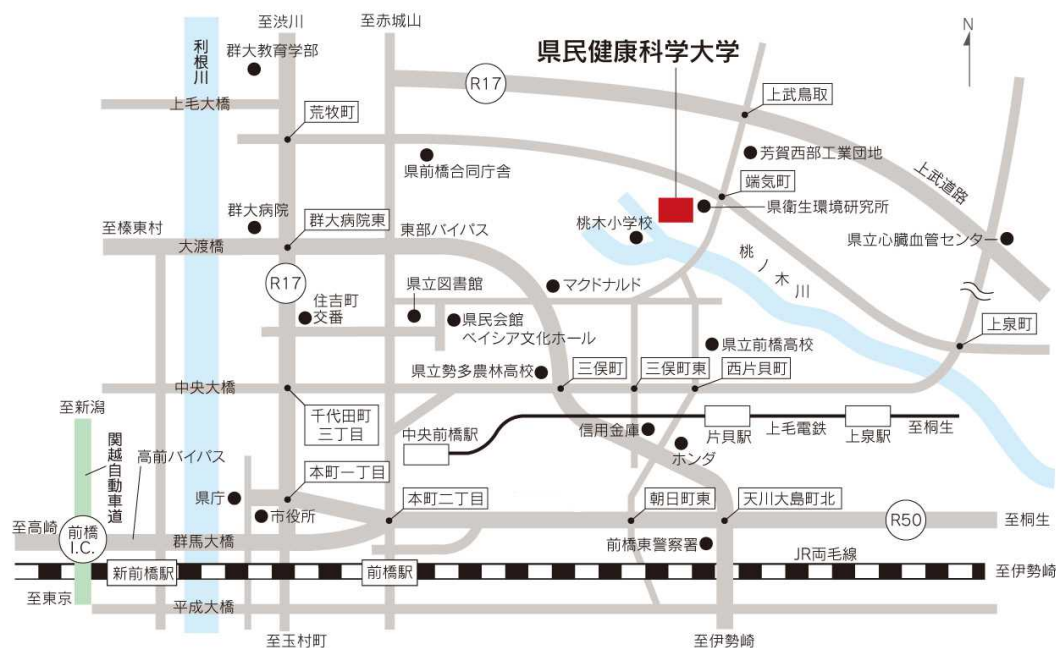 至渋川
至赤城山
N
県民健康科学大学
利根川
群大教育学部
R17
上毛大橋
荒牧町
上武鳥取
県前橋合同庁舎
芳賀西部工業団地
上武道路
端気町
群大病院
県衛生環境研究所
至榛東村
群大病院東
東部バイパス
桃木小学校
大渡橋
県立心臓血管センター
桃ノ木川
R17
県立図書館
マクドナルド
住吉町
交番
県民会館
ベイシア文化ホール
上泉町
県立前橋高校
県立勢多農林高校
三俣町
三俣町東
西片貝町
中央大橋
至新潟
千代田町
三丁目
関越自動車道
高前バイパス
中央前橋駅
信用金庫
片貝駅
上毛電鉄
上泉駅
至桐生
ホンダ
本町一丁目
県庁
本町二丁目
朝日町東
天川大島町北
市役所
R50
至桐生
至高崎
前橋
I.C.
群馬大橋
前橋東警察署
JR両毛線
新前橋駅
前橋駅
至伊勢崎
至東京
平成大橋
至玉村町
至伊勢崎